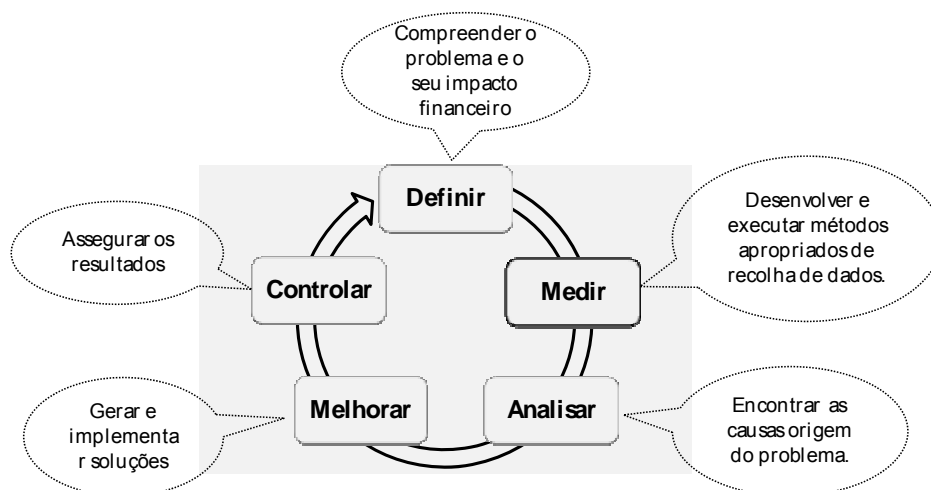 Compreender o
problema e o
seu impacto
financeiro
Definir
Desenvolver e
executar métodos
apropriados de
recolha de dados.
Medir
Encontrar as
causas origem
do problema.
Analisar
Gerar e
implementa
r soluções
Melhorar
Assegurar os
resultados
Controlar